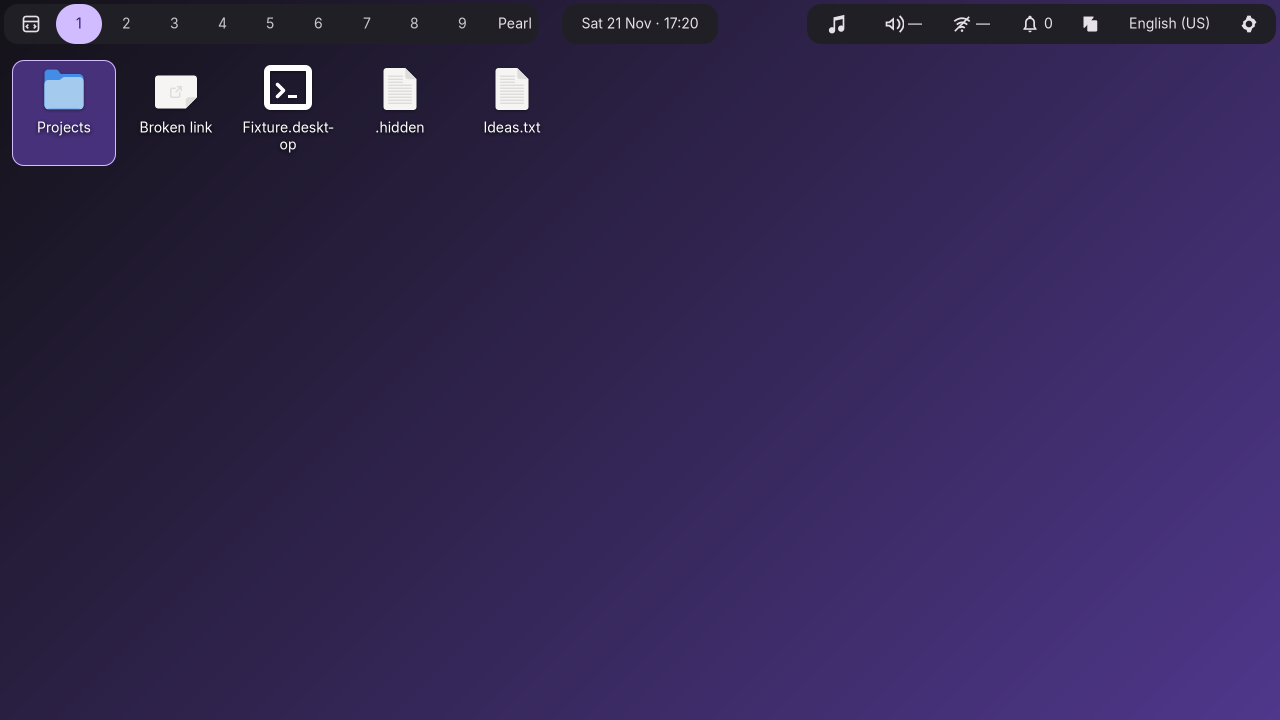 1 2 3 4 5 6 7 8 9 Pearl
Sat 21 Nov · 17:20
— — 0 English (US)
Projects
Broken link
Fixture.deskt-
op
.hidden
Ideas.txt